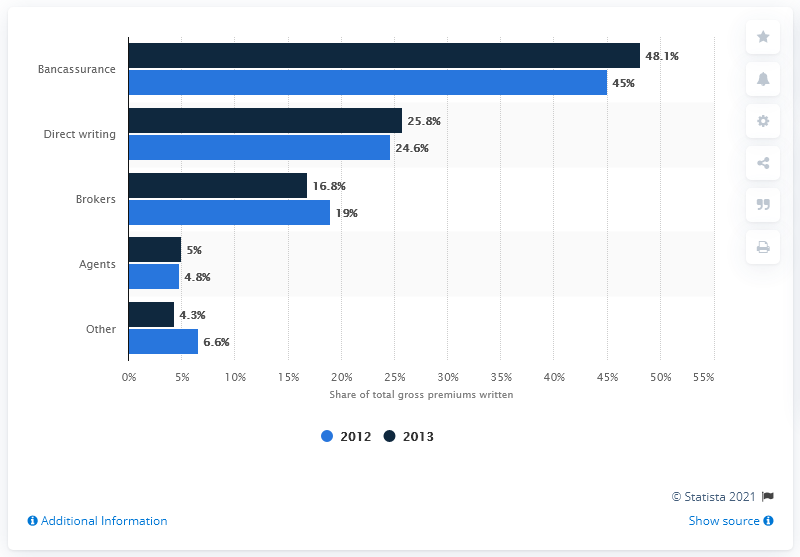 Bancassurance
48.1%
45%
Direct writing
25.8%
24.6%
Brokers
16.8%
19%
Agents
5%
4.8%
Other
4.3%
6.6%
0% 5% 10% 15% 20% 25% 30% 35% 40% 45% 50% 55%
Share of total gross premiums written
2012 2013
© Statista 2021
Additional Information Show source